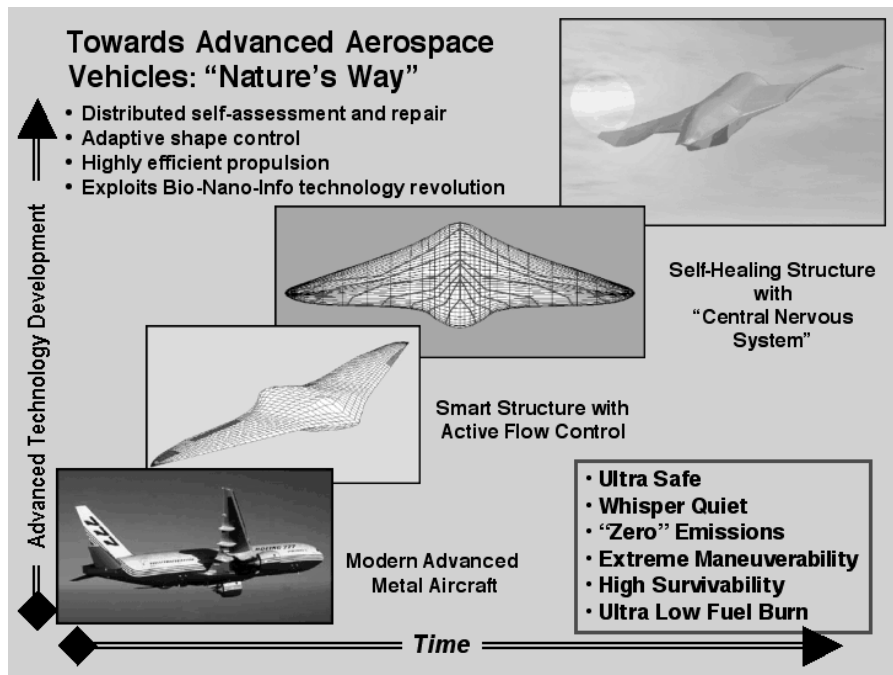 Towards Advanced Aerospace
Vehicles: “Nature’s Way”
• Distributed self-assessment and repair
• Adaptive shape control
• Highly efficient propulsion
• Exploits Bio-Nano-Info technology revolution
Advanced Technology Development
Self-Healing Structure
with
“Central Nervous
System”
Smart Structure with
Active Flow Control
777
BOEING 777
Modern Advanced
Metal Aircraft
• Ultra Safe
• Whisper Quiet
• “Zero” Emissions
• Extreme Maneuverability
• High Survivability
• Ultra Low Fuel Burn
Time